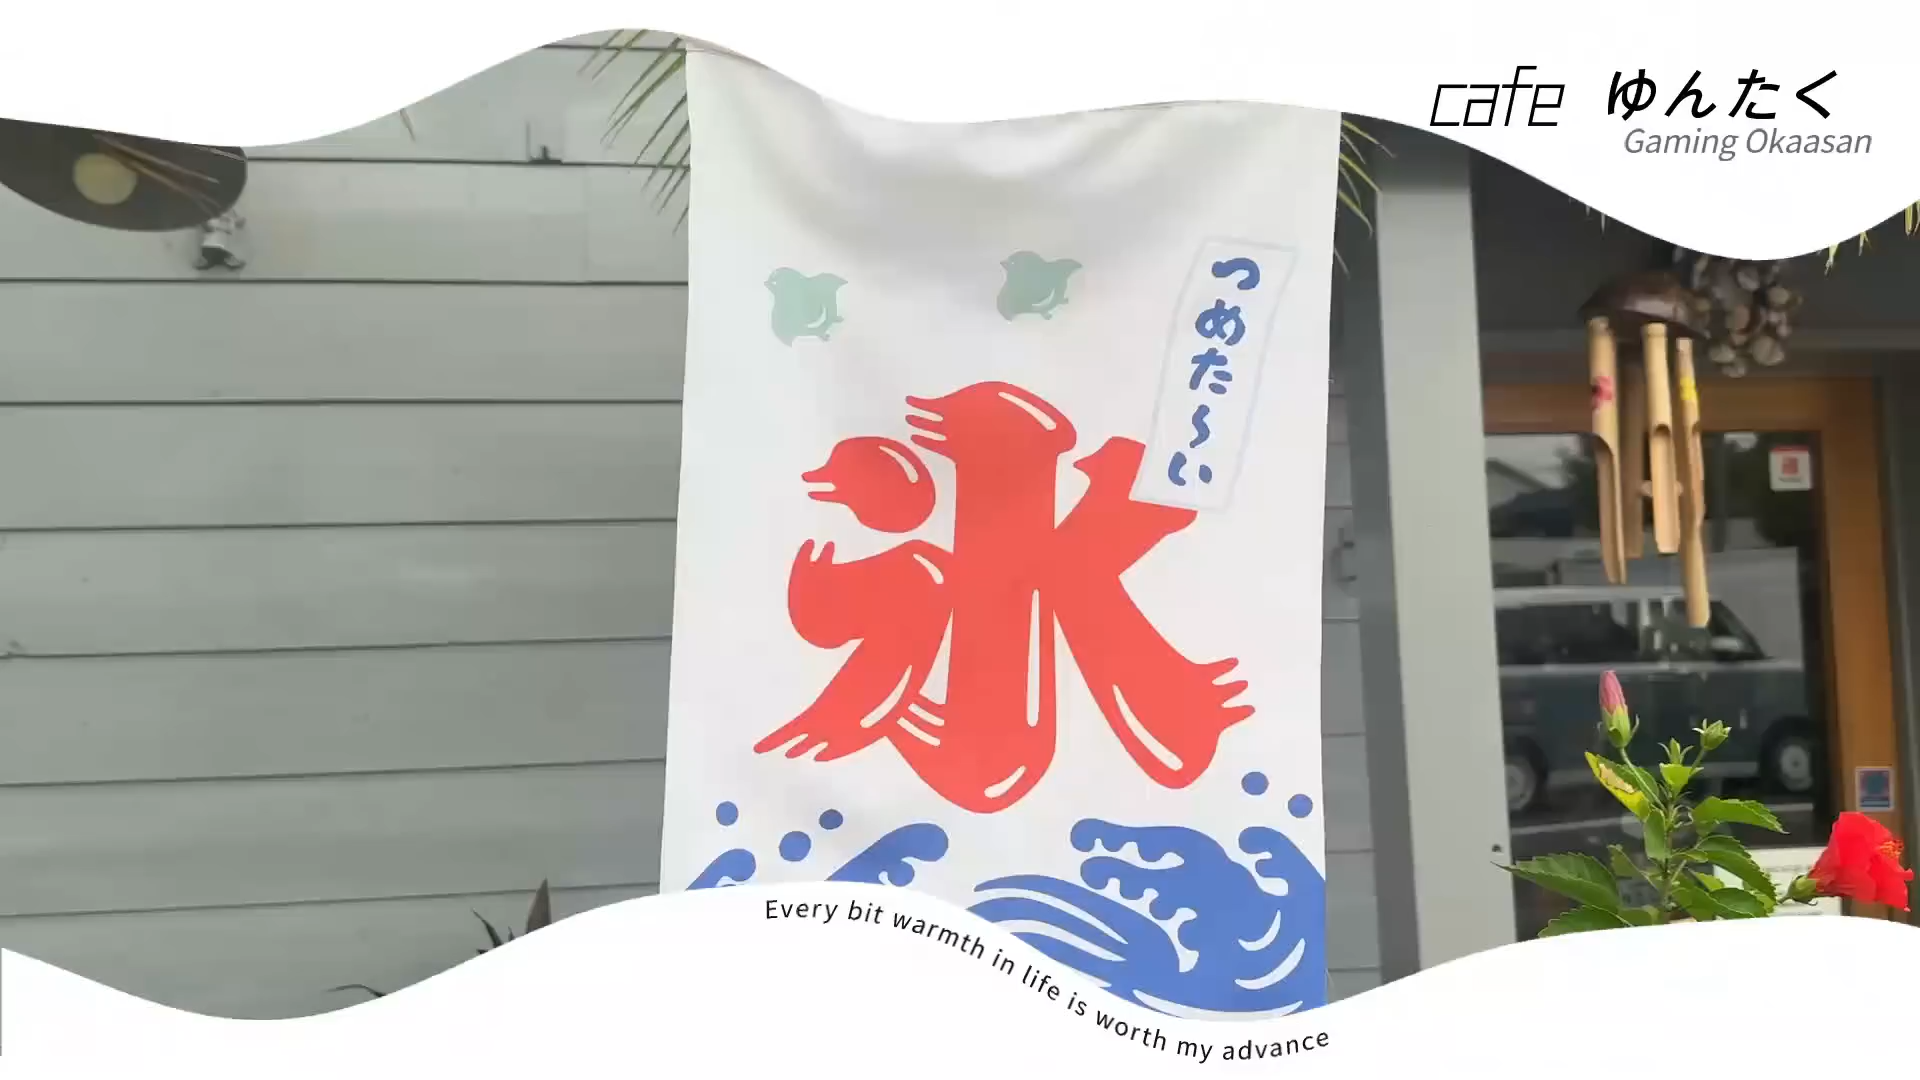 cafe ゆんたく
Gaming Okaasan
つめた〜い
氷
Every bit warmth in life is worth my advance